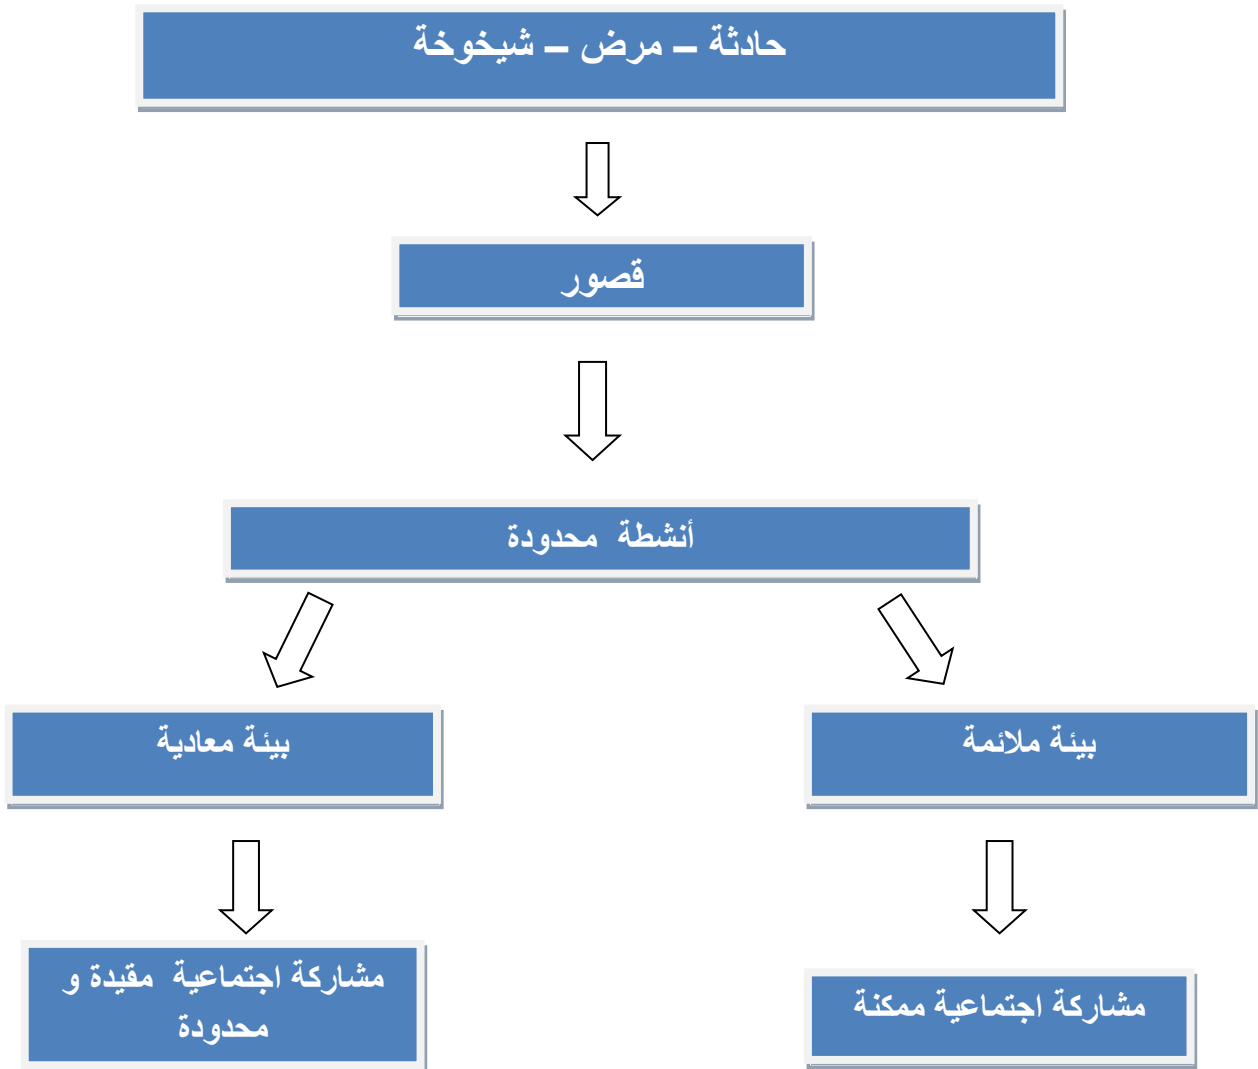 حادثة – مرض – شيخوخة
قصور
أنشطة محدودة
بيئة ملائمة
بيئة معادية
مشاركة اجتماعية ممكنة
مشاركة اجتماعية مقيدة و
محدودة